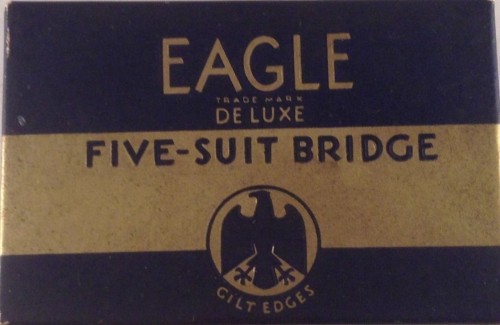 EAGLE
TRADE MARK
DE LUXE
FIVE-SUIT BRIDGE
GILT EDGES